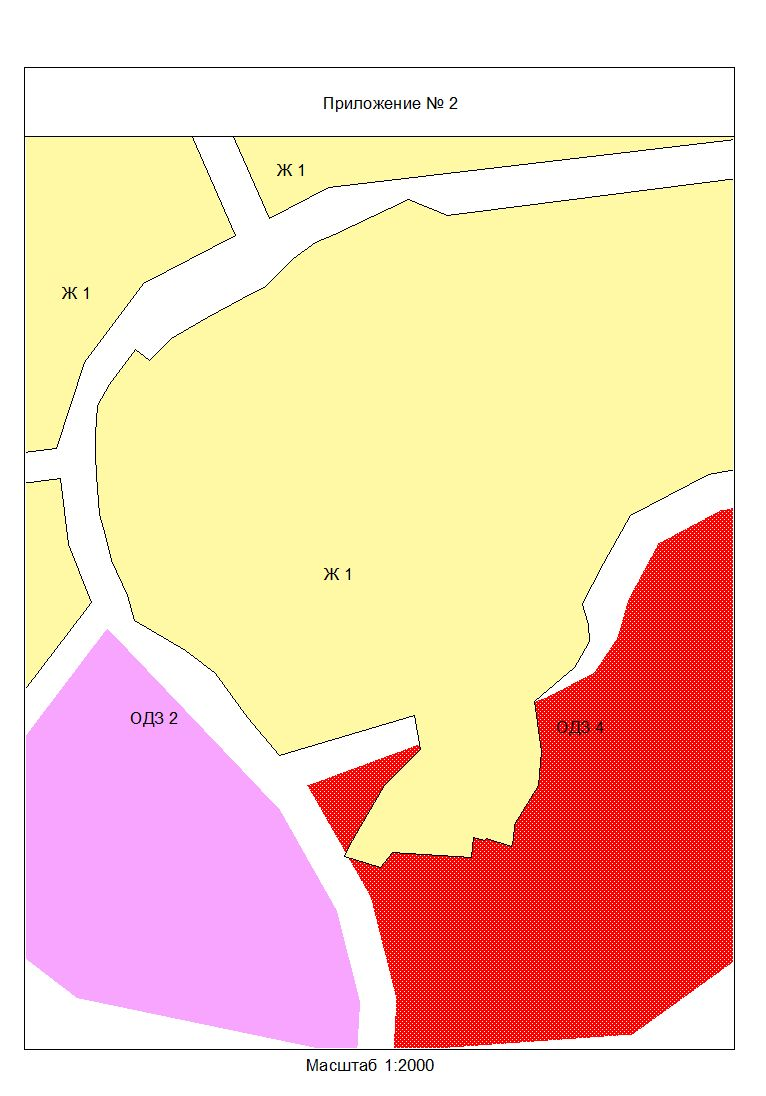 Приложение № 2
Ж 1
Ж 1
Ж 1
ОДЗ 2
ОДЗ 4
Масштаб 1:2000